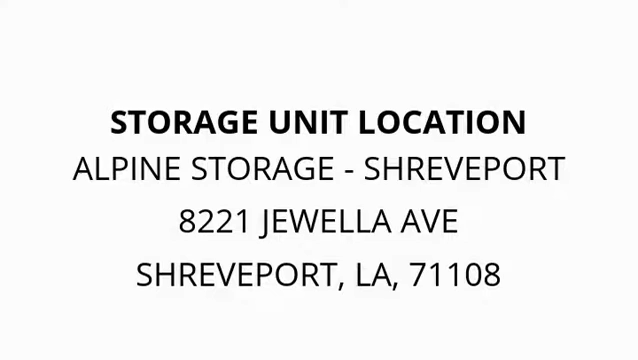 STORAGE UNIT LOCATION
ALPINE STORAGE - SHREVEPORT
8221 JEWELLA AVE
SHREVEPORT, LA, 71108